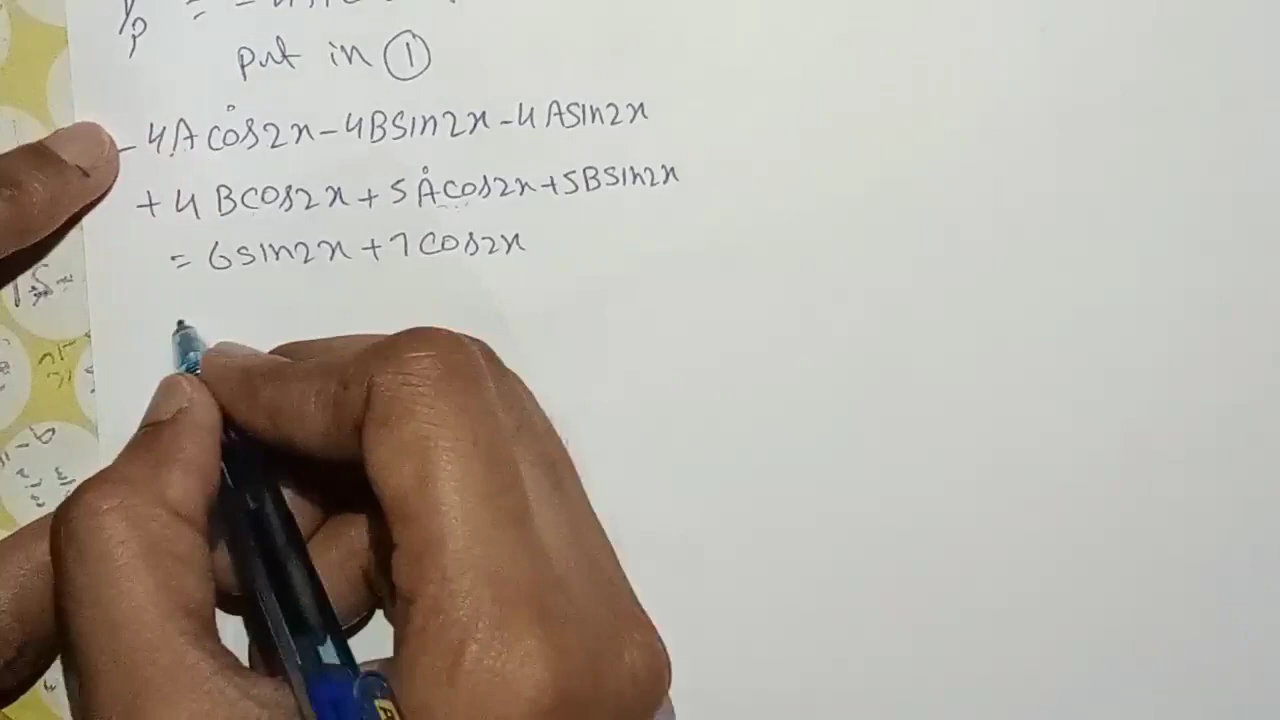 put in ①
- 4A cos2x - 4B sin2x - 4A sin2x
+ 4B cos2x + 5A cos2x + 5B sin2x
= 6 sin2x + 7 cos2x